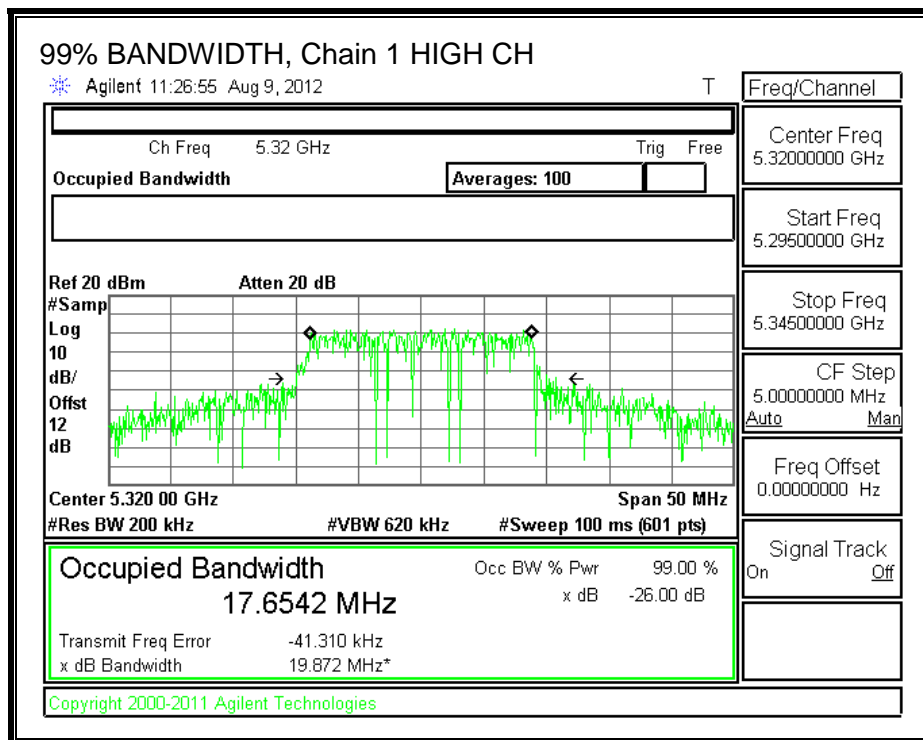 99% BANDWIDTH, Chain 1 HIGH CH
Agilent 11:26:55 Aug 9, 2012 T
Ch Freq 5.32 GHz Trig Free
Occupied Bandwidth Averages: 100
Ref 20 dBm Atten 20 dB
#Samp
Log
10
dB/
Offst
12
dB
Center 5.320 00 GHz Span 50 MHz
#Res BW 200 kHz #VBW 620 kHz #Sweep 100 ms (601 pts)
Occupied Bandwidth
17.6542 MHz
Occ BW % Pwr 99.00 %
x dB -26.00 dB
Transmit Freq Error -41.310 kHz
x dB Bandwidth 19.872 MHz*
Copyright 2000-2011 Agilent Technologies
Freq/Channel
Center Freq
5.32000000 GHz
Start Freq
5.29500000 GHz
Stop Freq
5.34500000 GHz
CF Step
5.00000000 MHz
Auto Man
Freq Offset
0.00000000 Hz
Signal Track
On Off